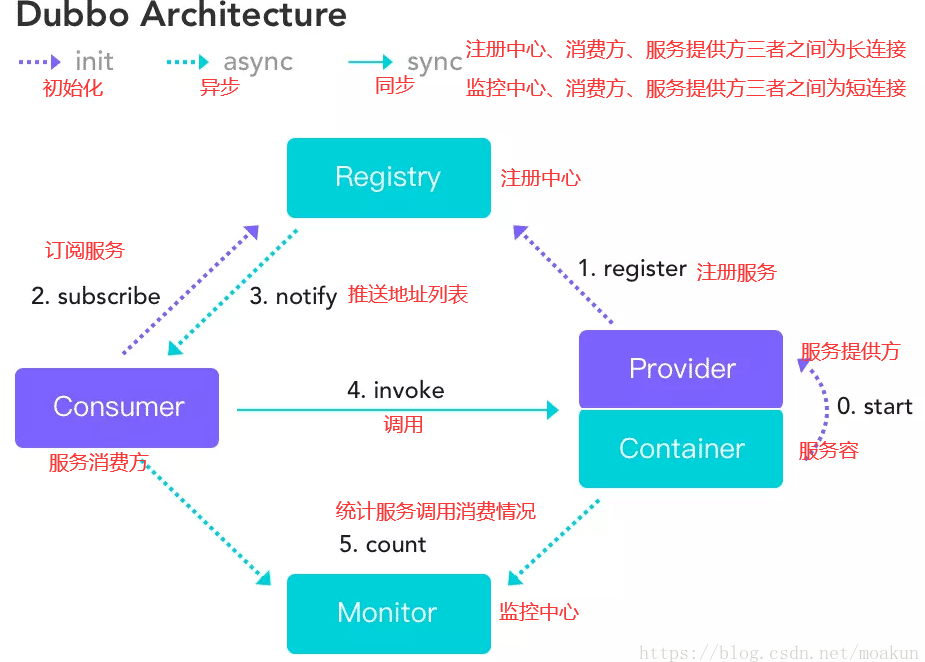 Dubbo Architecture
init
async
sync
注册中心、消费方、服务提供方三者之间为长连接
初始化
异步
同步
监控中心、消费方、服务提供方三者之间为短连接
Registry
注册中心
订阅服务
1. register
注册服务
2. subscribe
3. notify
推送地址列表
服务提供方
Provider
4. invoke
Consumer
0. start
调用
Container
服务容
服务消费方
统计服务调用消费情况
5. count
Monitor
监控中心
https://blog.csdn.net/moakun